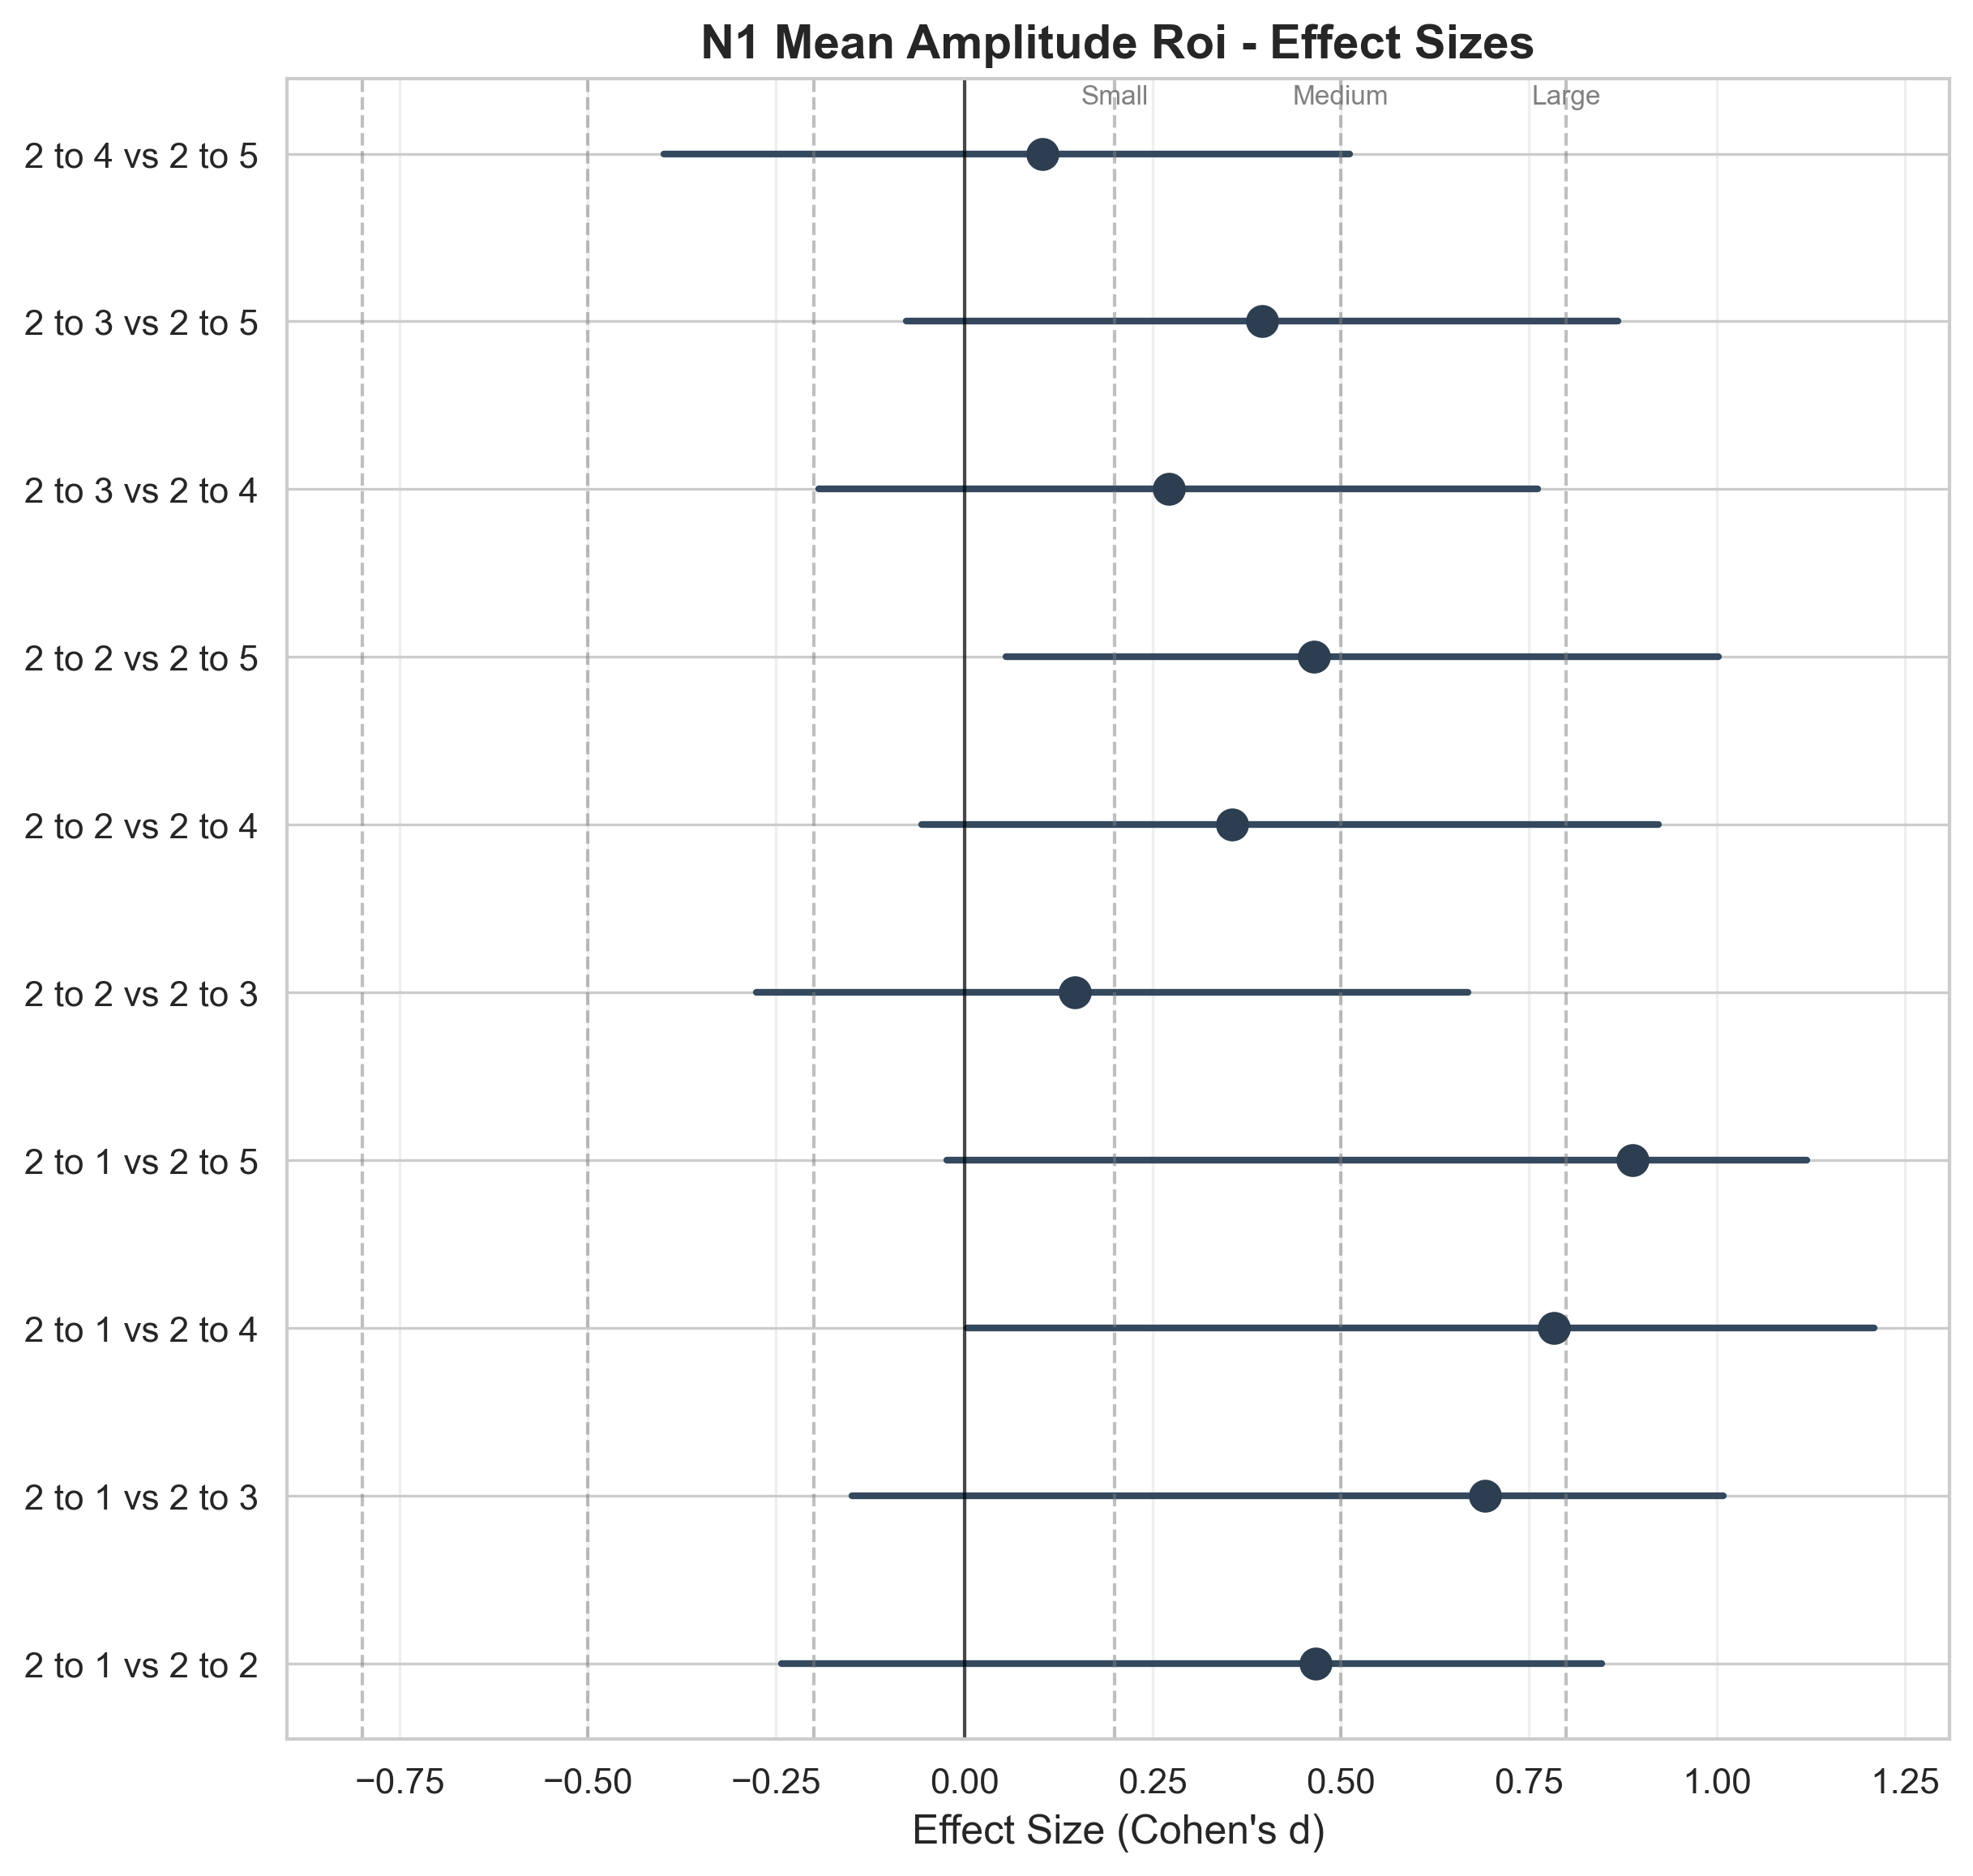 N1 Mean Amplitude Roi - Effect Sizes
Small Medium Large
2 to 4 vs 2 to 5
2 to 3 vs 2 to 5
2 to 3 vs 2 to 4
2 to 2 vs 2 to 5
2 to 2 vs 2 to 4
2 to 2 vs 2 to 3
2 to 1 vs 2 to 5
2 to 1 vs 2 to 4
2 to 1 vs 2 to 3
2 to 1 vs 2 to 2
−0.75 −0.50 −0.25 0.00 0.25 0.50 0.75 1.00 1.25
Effect Size (Cohen's d)